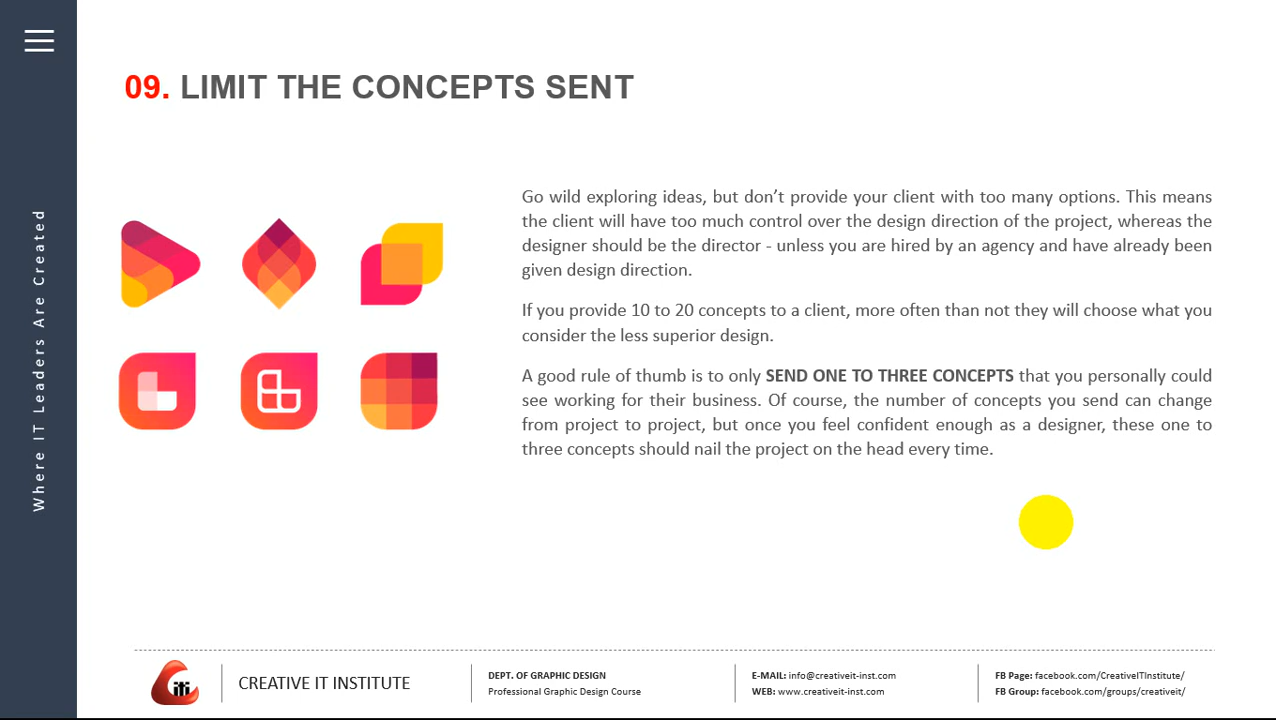 09. LIMIT THE CONCEPTS SENT
Where IT Leaders Are Created
Go wild exploring ideas, but don’t provide your client with too many options. This means
the client will have too much control over the design direction of the project, whereas the
designer should be the director - unless you are hired by an agency and have already been
given design direction.
If you provide 10 to 20 concepts to a client, more often than not they will choose what you
consider the less superior design.
A good rule of thumb is to only SEND ONE TO THREE CONCEPTS that you personally could
see working for their business. Of course, the number of concepts you send can change
from project to project, but once you feel confident enough as a designer, these one to
three concepts should nail the project on the head every time.
iti
CREATIVE IT INSTITUTE
DEPT. OF GRAPHIC DESIGN
Professional Graphic Design Course
E-MAIL: info@creativeit-inst.com
WEB: www.creativeit-inst.com
FB Page: facebook.com/CreativeITInstitute/
FB Group: facebook.com/groups/creativeit/